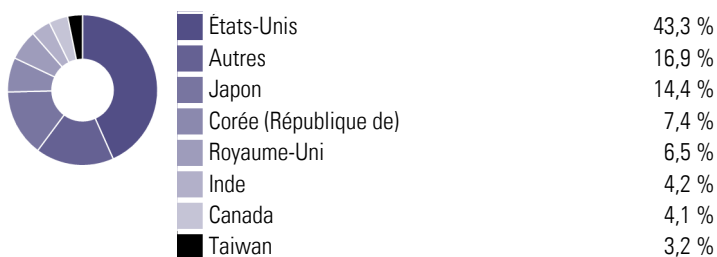 États-Unis 43,3 %
Autres 16,9 %
Japon 14,4 %
Corée (République de) 7,4 %
Royaume-Uni 6,5 %
Inde 4,2 %
Canada 4,1 %
Taiwan 3,2 %